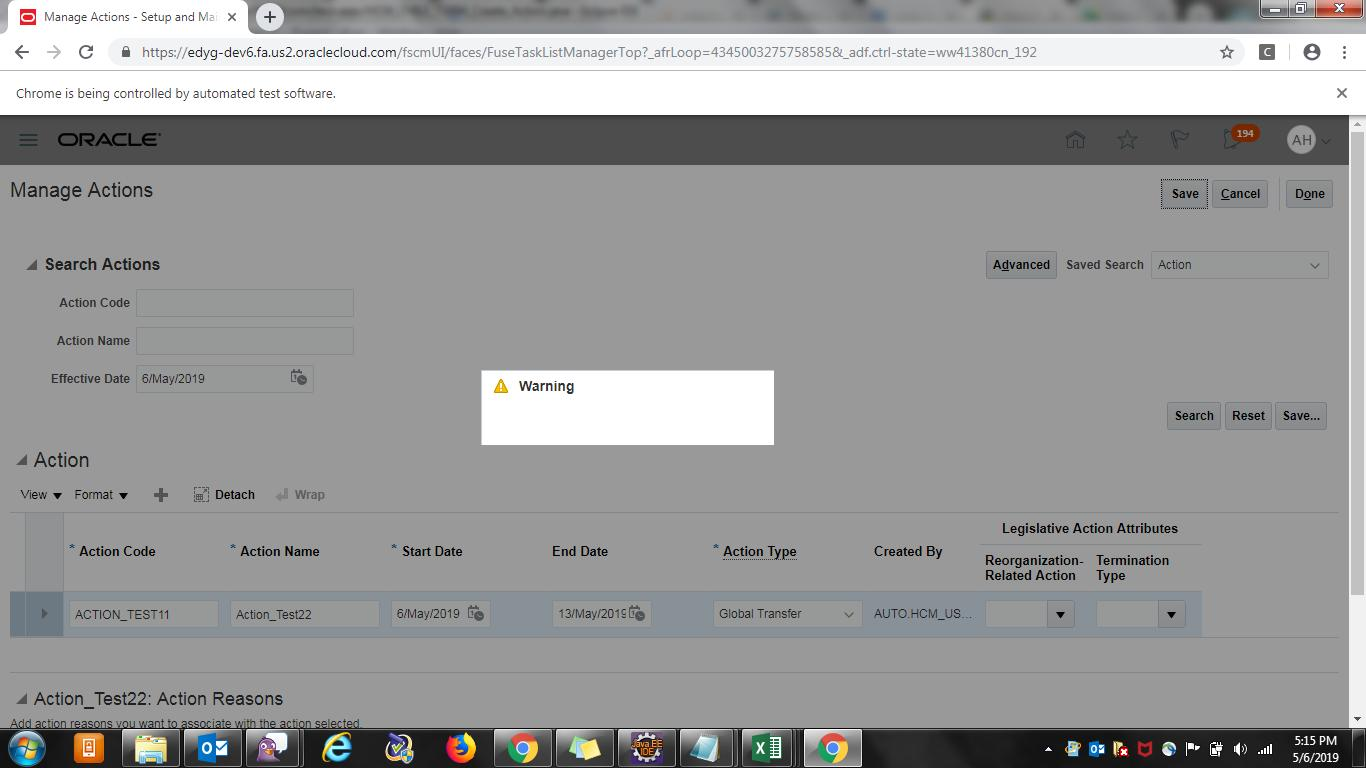 Manage Actions - Setup and Mai
https://edyg-dev6.fa.us2.oraclecloud.com/fscmUI/faces/FuseTaskListManagerTop?_afrLoop=4345003275758585&_adf.ctrl-state=ww41380cn_192
C
Chrome is being controlled by automated test software.
ORACLE
194
AH
Manage Actions
Save Cancel Done
Search Actions
Advanced Saved Search Action
Action Code
Action Name
Effective Date 6/May/2019
Warning
Search Reset Save...
Action
View Format Detach Wrap
Legislative Action Attributes
* Action Code * Action Name * Start Date End Date * Action Type Created By
Reorganization-Related Action Termination Type
ACTION_TEST11 Action_Test22 6/May/2019 13/May/2019 Global Transfer AUTO.HCM_US...
Action_Test22: Action Reasons
Add action reasons you want to associate with the action selected.
Java EE IDE
5:15 PM
5/6/2019